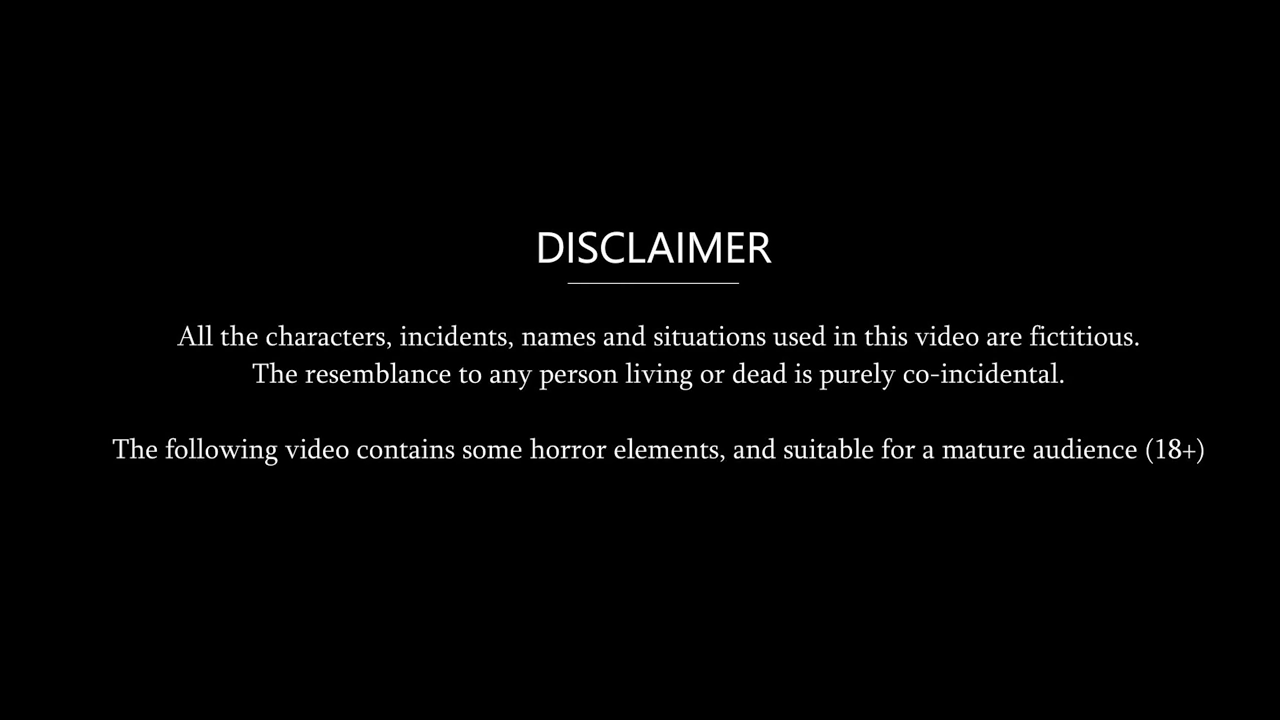 DISCLAIMER
All the characters, incidents, names and situations used in this video are fictitious.
The resemblance to any person living or dead is purely co-incidental.
The following video contains some horror elements, and suitable for a mature audience (18+)